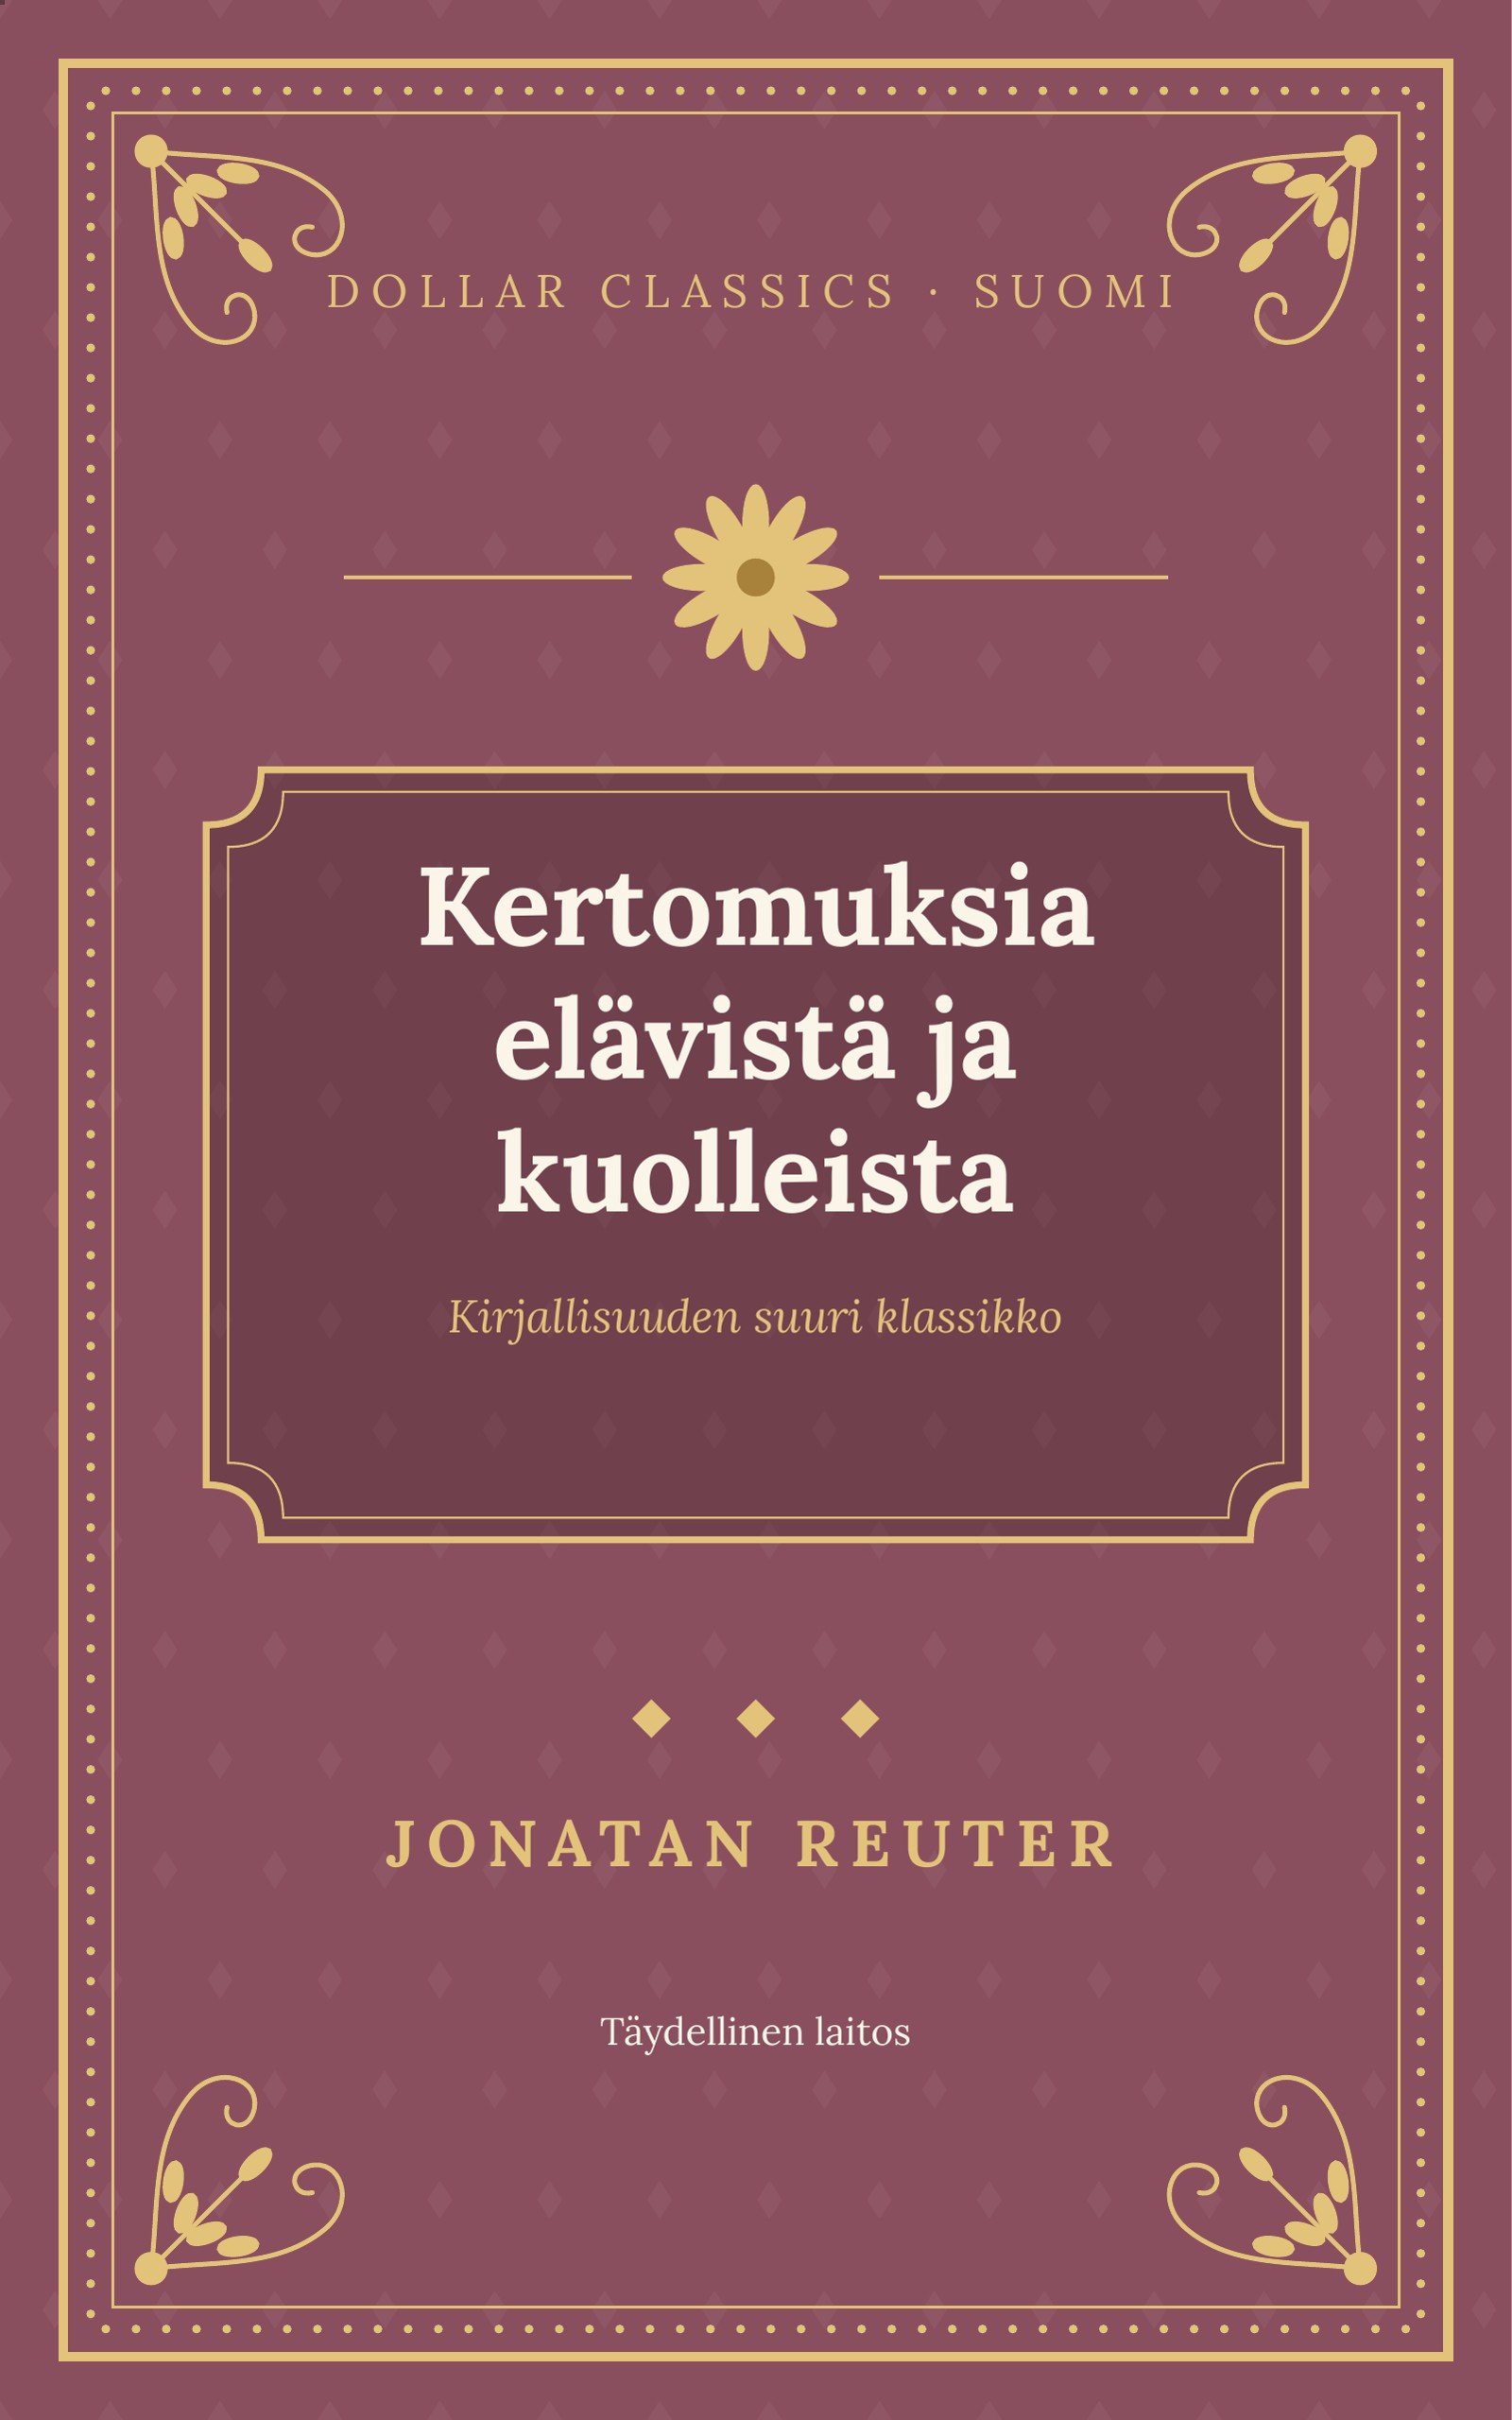 DOLLAR CLASSICS · SUOMI
Kertomuksia
elävistä ja
kuolleista
Kirjallisuuden suuri klassikko
JONATAN REUTER
Täydellinen laitos